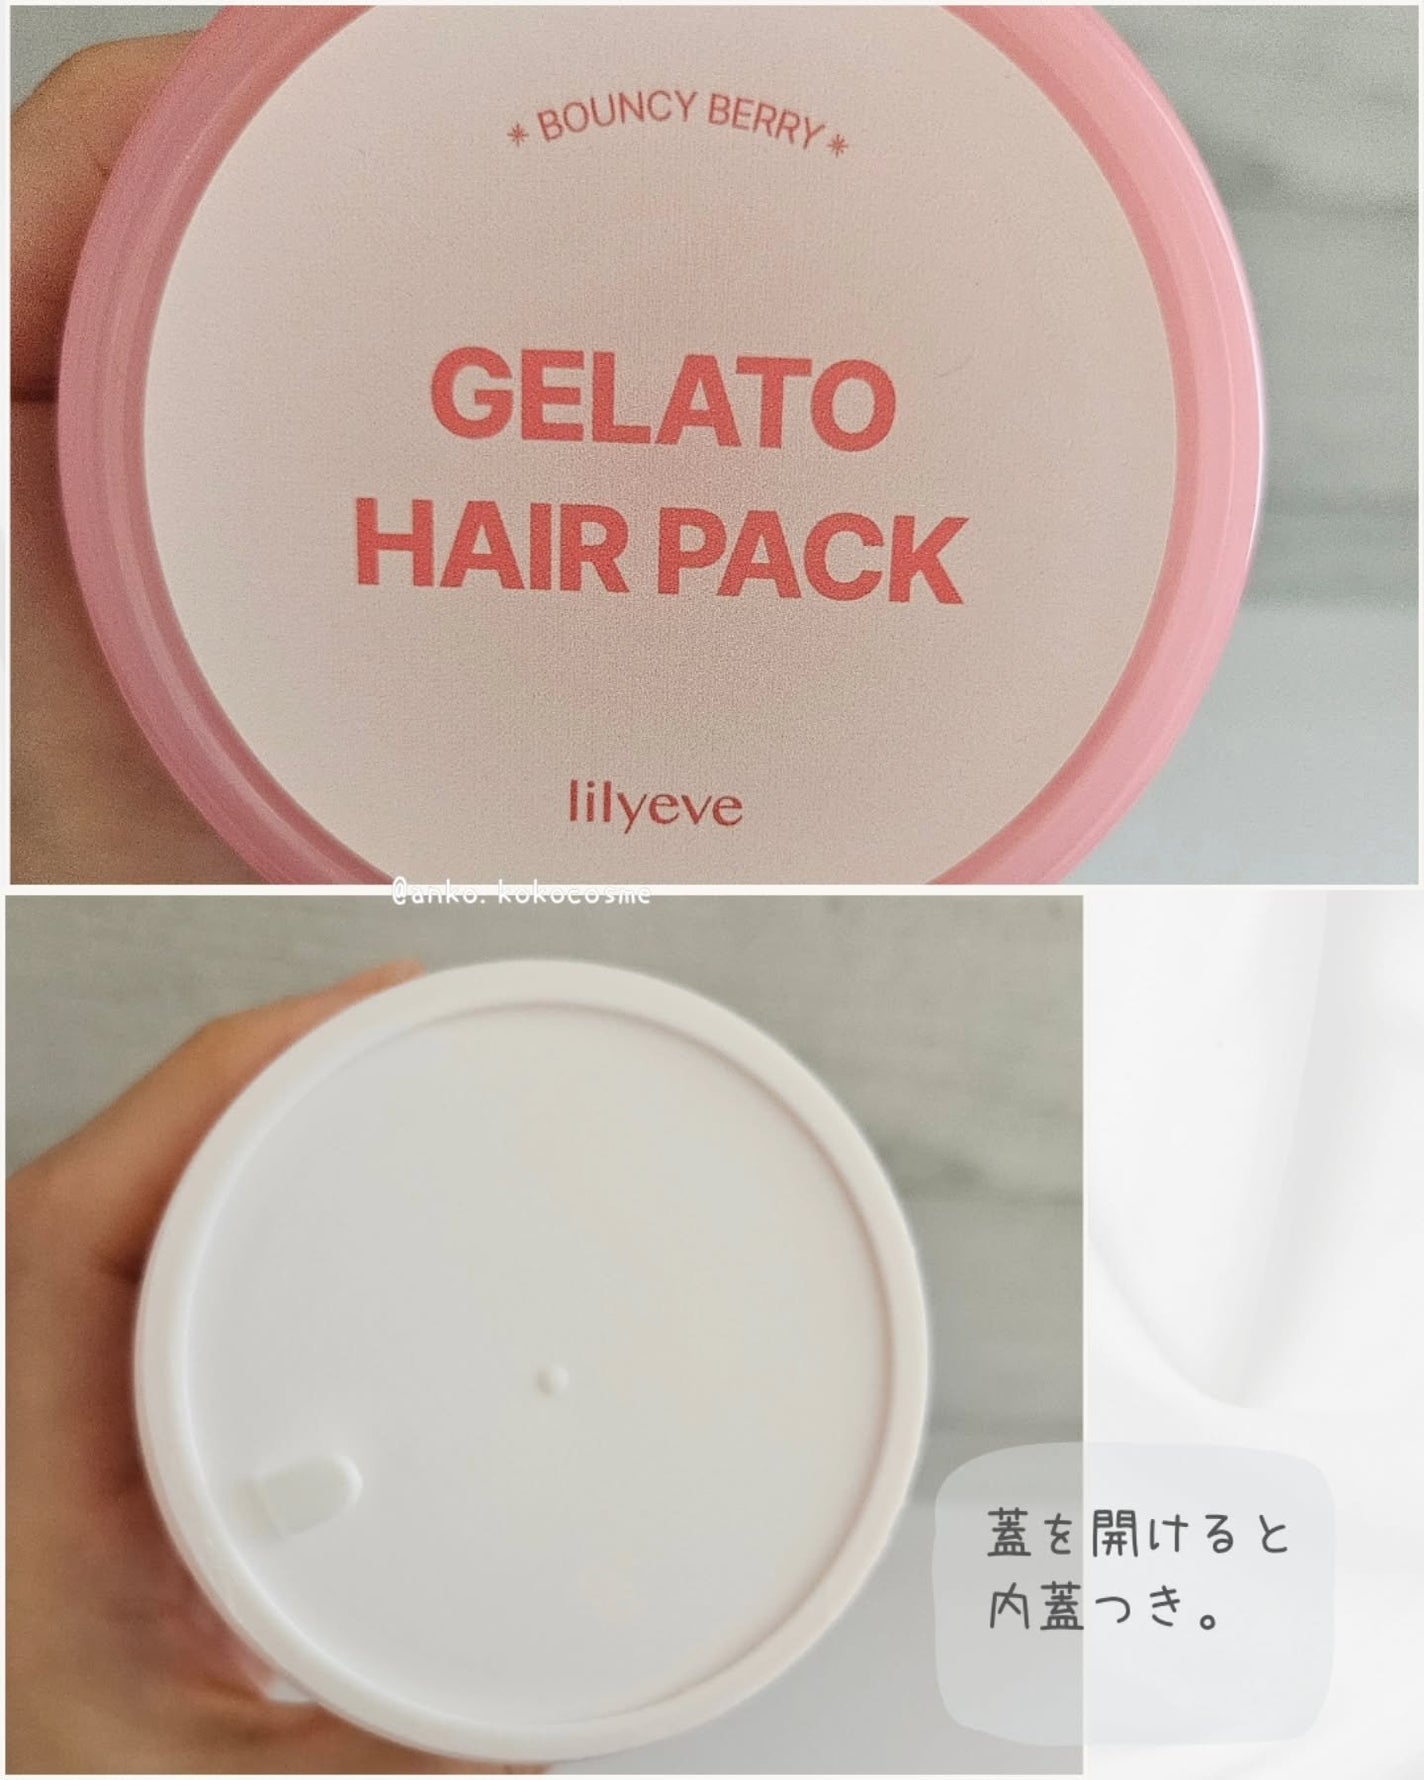 * BOUNCY BERRY *
GELATO
HAIR PACK
lilyeve
@anko.kokocosme
蓋を開けると
内蓋つき。